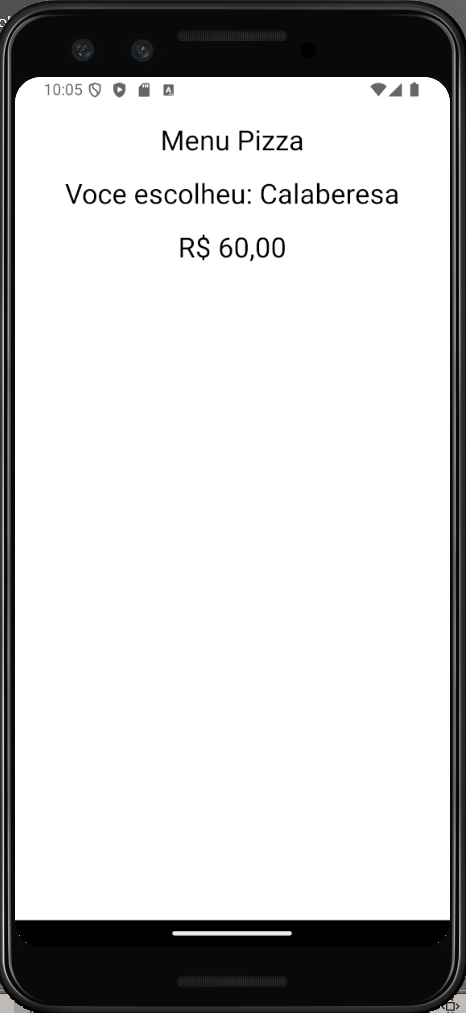 10:05
Menu Pizza
Voce escolheu: Calaberesa
R$ 60,00